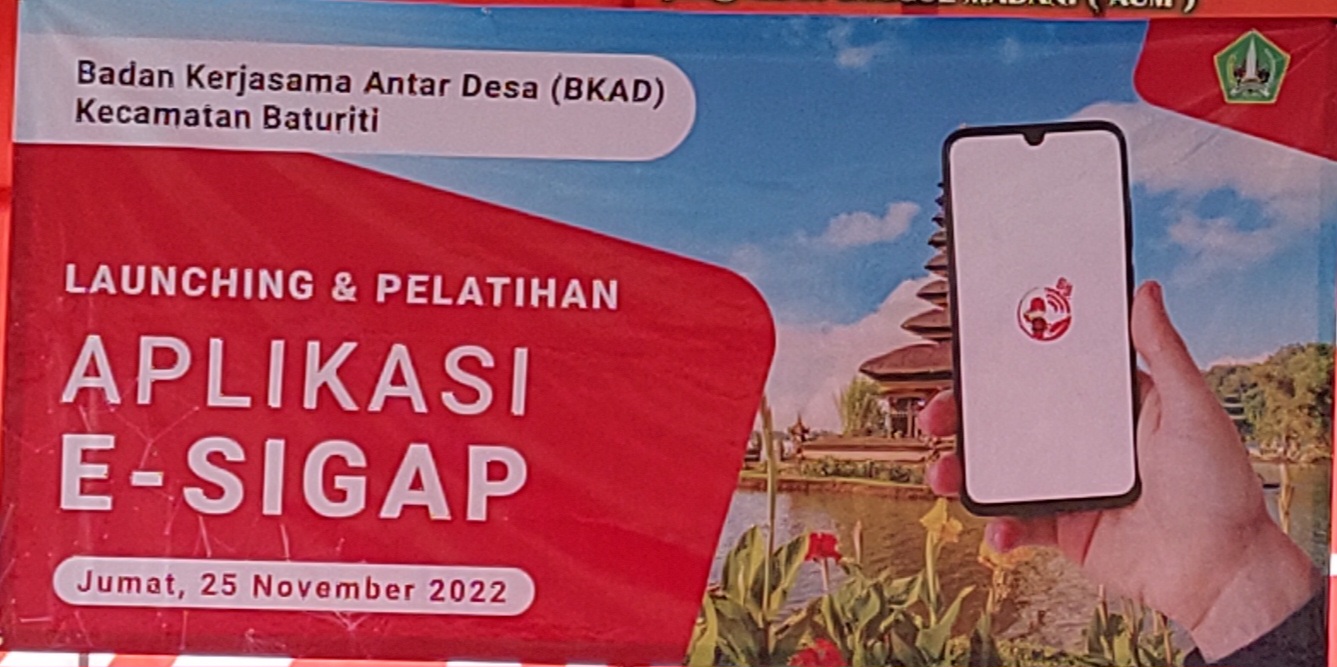 Badan Kerjasama Antar Desa (BKAD)
Kecamatan Baturiti
LAUNCHING & PELATIHAN
APLIKASI
E-SIGAP
Jumat, 25 November 2022